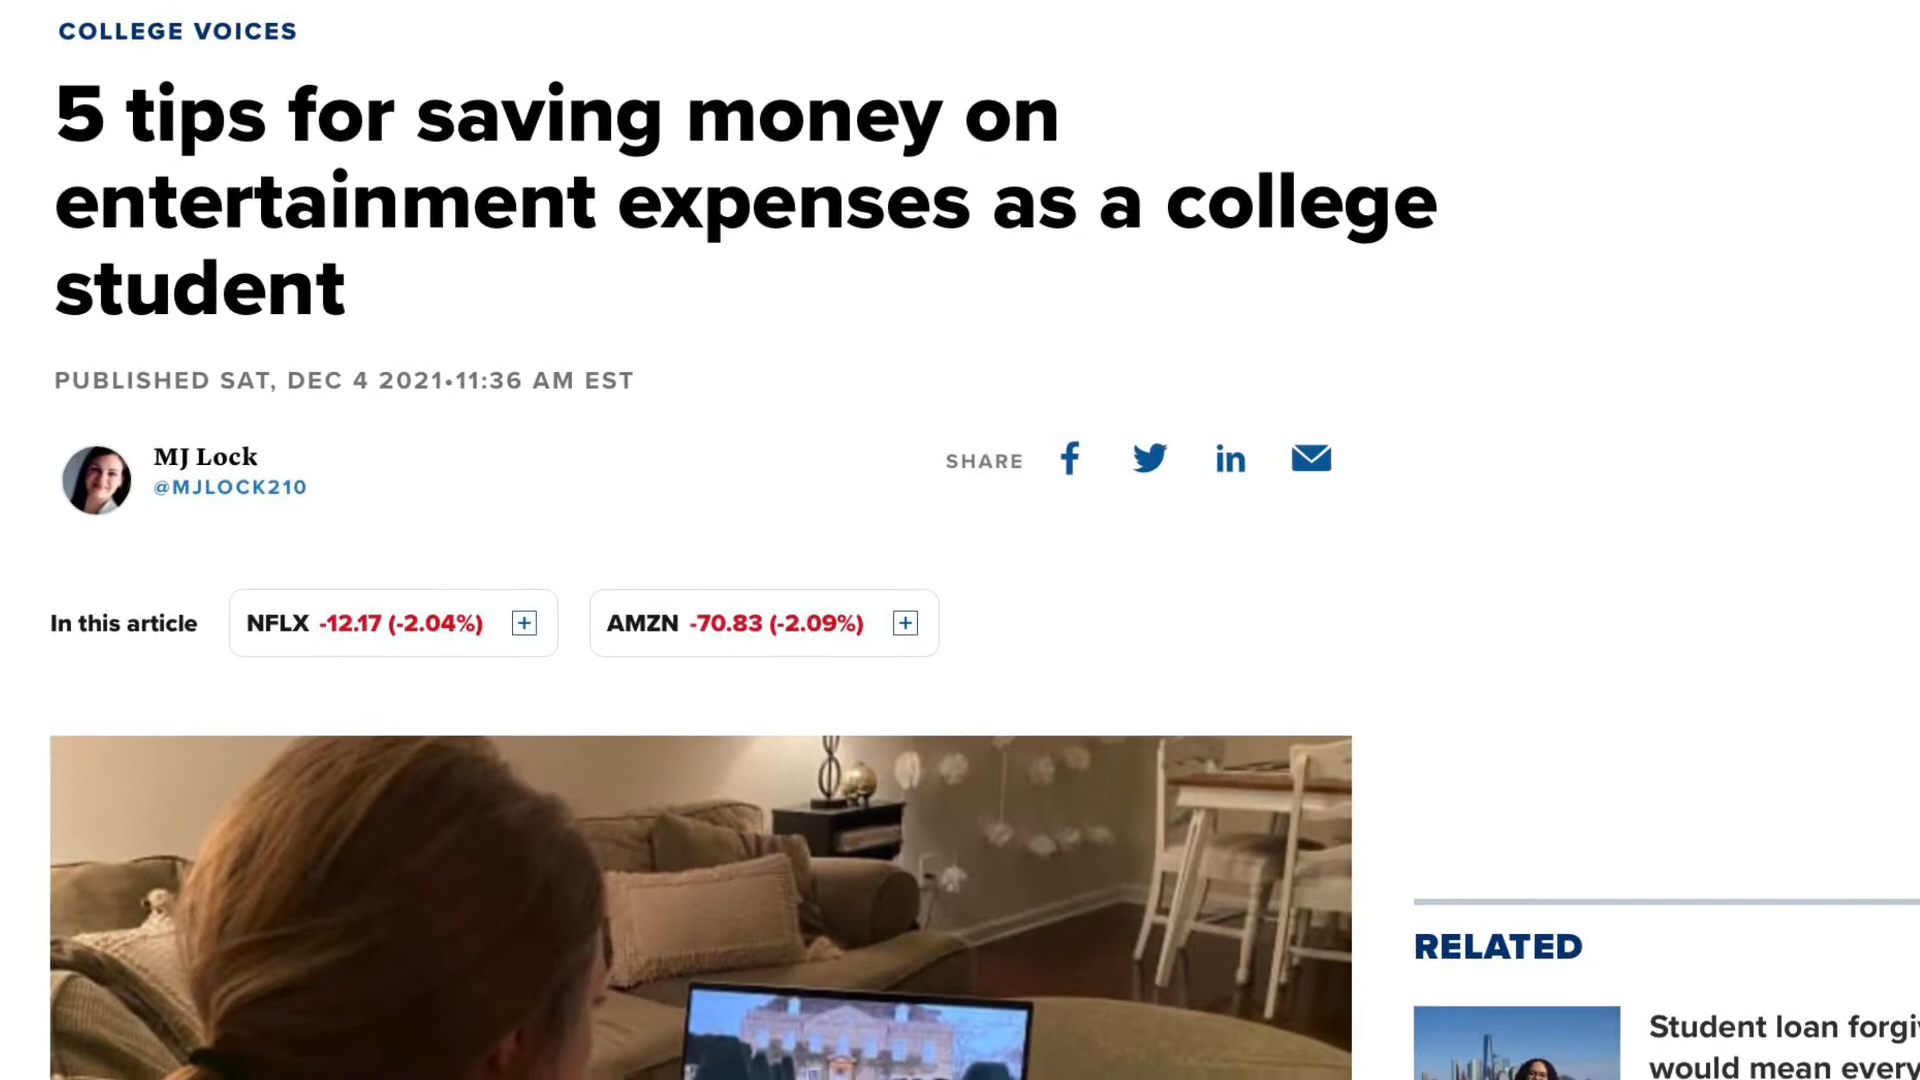 COLLEGE VOICES
5 tips for saving money on
entertainment expenses as a college
student
PUBLISHED SAT, DEC 4 2021•11:36 AM EST
MJ Lock
@MJLOCK210
SHARE
In this article
NFLX -12.17 (-2.04%)
AMZN -70.83 (-2.09%)
RELATED
Student loan forgi
would mean every